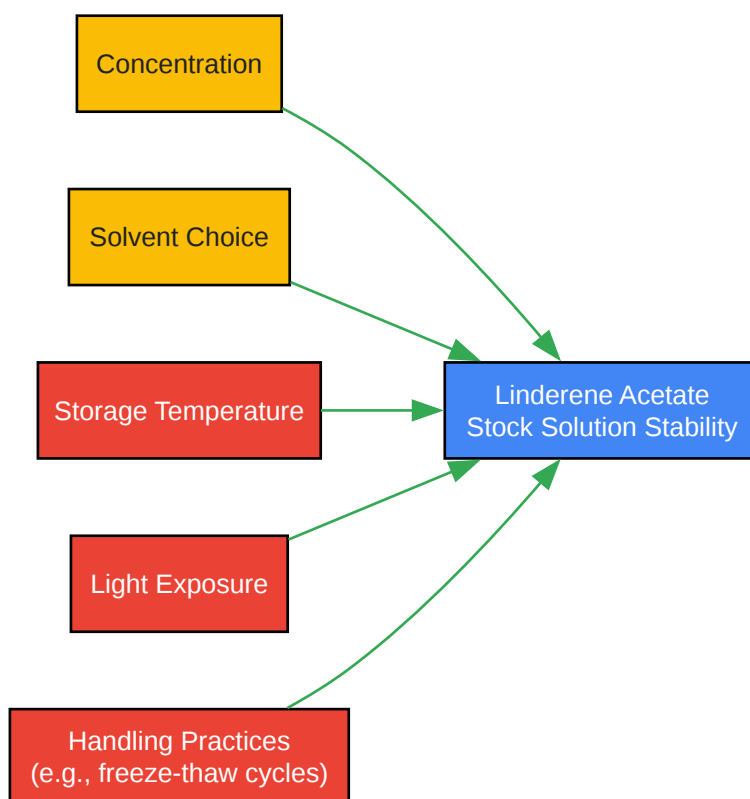 Concentration
Solvent Choice
Storage Temperature
Linderene Acetate
Stock Solution Stability
Light Exposure
Handling Practices
(e.g., freeze-thaw cycles)